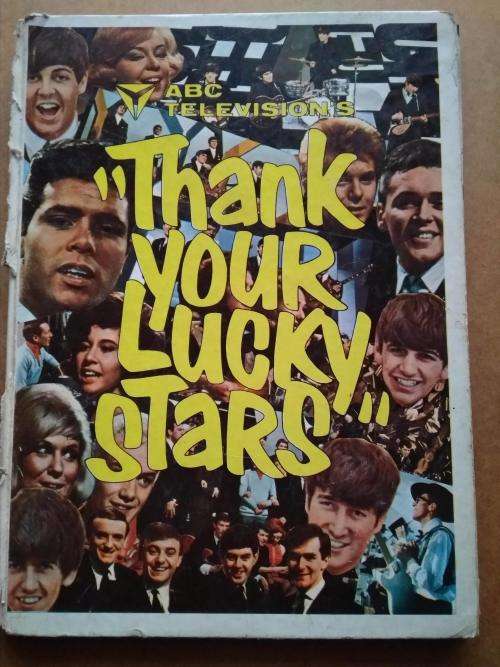 ABC
TELEVISION'S
"Thank
YOUR
LUCKY
STARS"